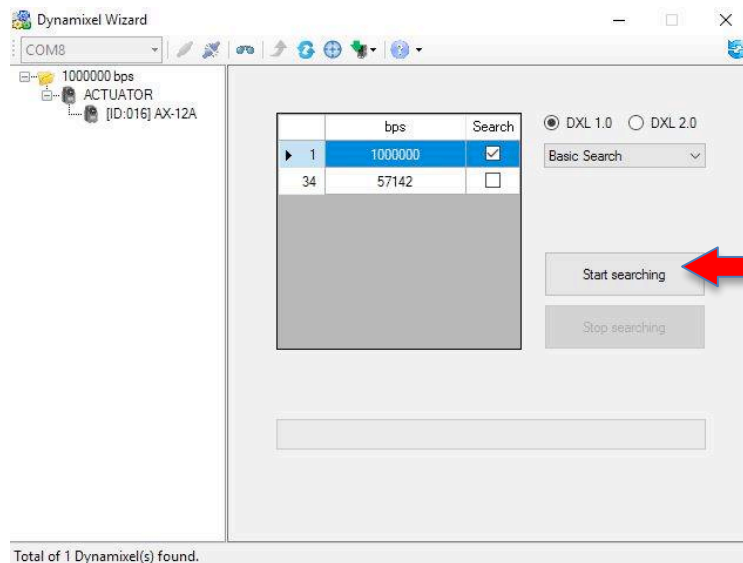 Dynamixel Wizard
COM8
1000000 bps
ACTUATOR
[ID:016] AX-12A
bps Search
1 1000000
34 57142
DXL 1.0 DXL 2.0
Basic Search
Start searching
Stop searching
Total of 1 Dynamixel(s) found.